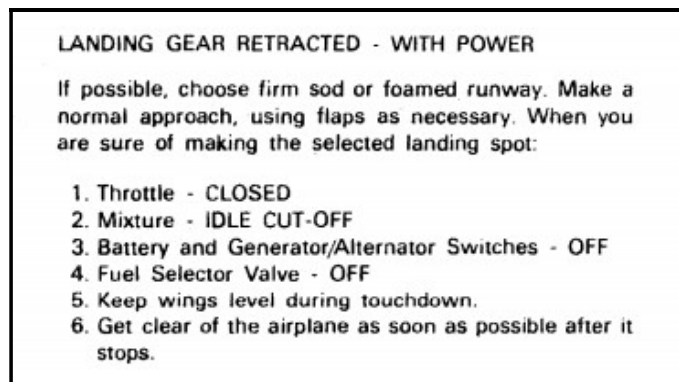 LANDING GEAR RETRACTED - WITH POWER
If possible, choose firm sod or foamed runway. Make a
normal approach, using flaps as necessary. When you
are sure of making the selected landing spot:
1. Throttle - CLOSED
2. Mixture - IDLE CUT-OFF
3. Battery and Generator/Alternator Switches - OFF
4. Fuel Selector Valve - OFF
5. Keep wings level during touchdown.
6. Get clear of the airplane as soon as possible after it
stops.